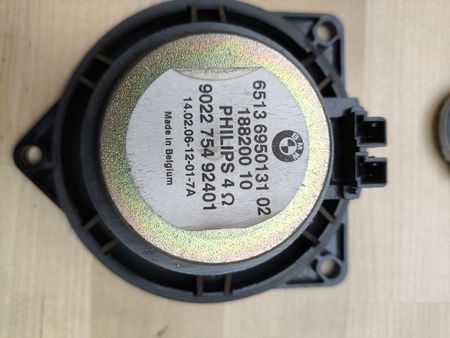 BMW
6513 6950131 02
188200 10
PHILIPS 4 Ω
9022 754 92401
14.02.06-12-01-7A
Made in Belgium